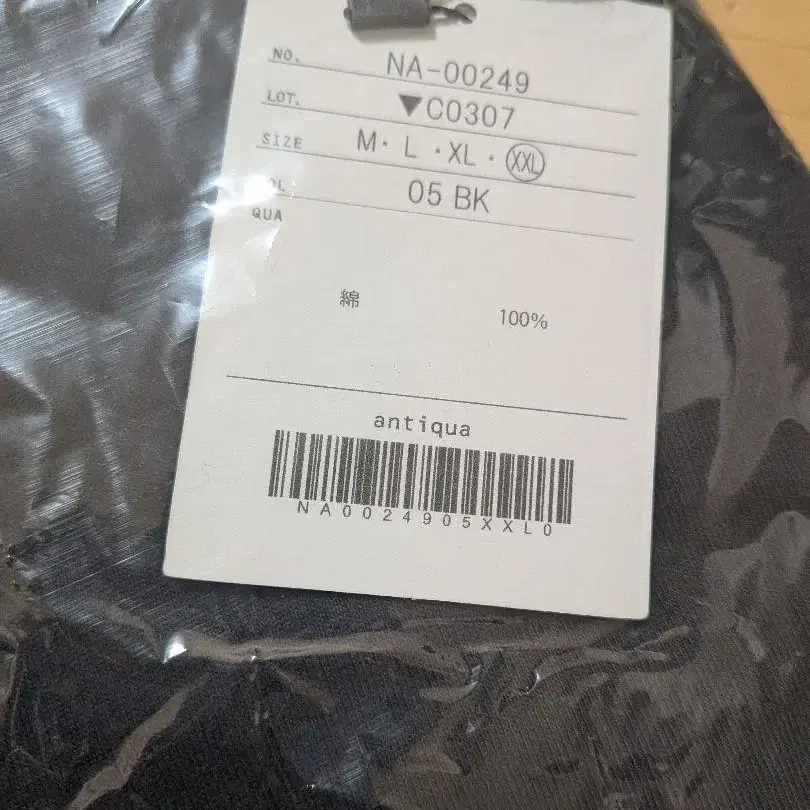 NO. NA-00249
LOT. ▼C0307
SIZE M・L・XL・XXL
05 BK
QUA
綿 100%
antiqua
NA0024905XXL0